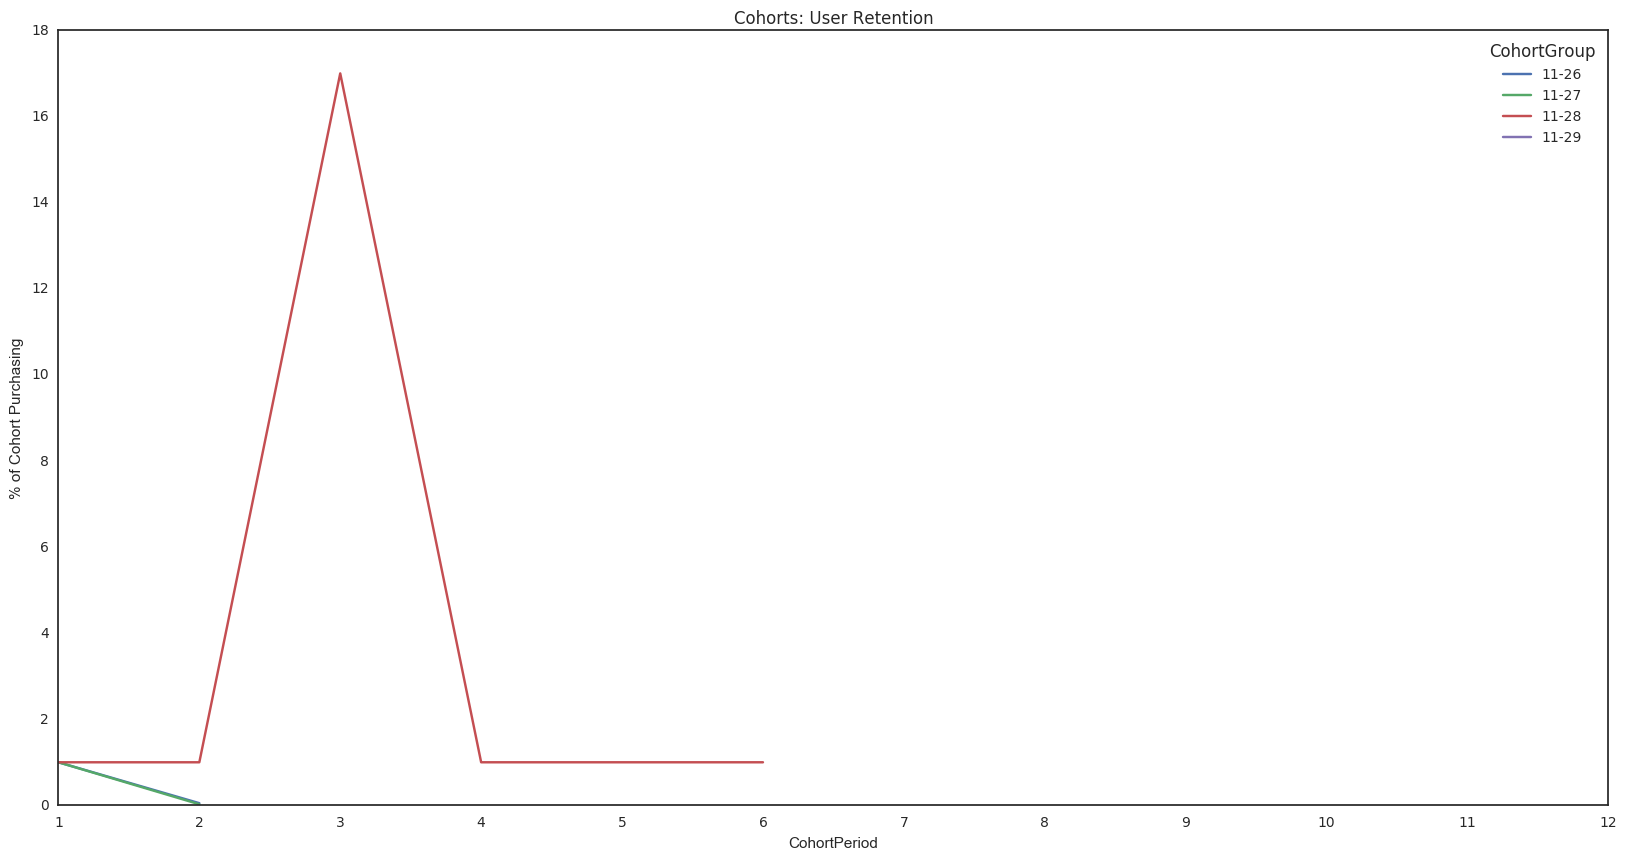 Cohorts: User Retention
CohortGroup
11-26
11-27
11-28
11-29
% of Cohort Purchasing
18
16
14
12
10
8
6
4
2
0
1 2 3 4 5 6 7 8 9 10 11 12
CohortPeriod